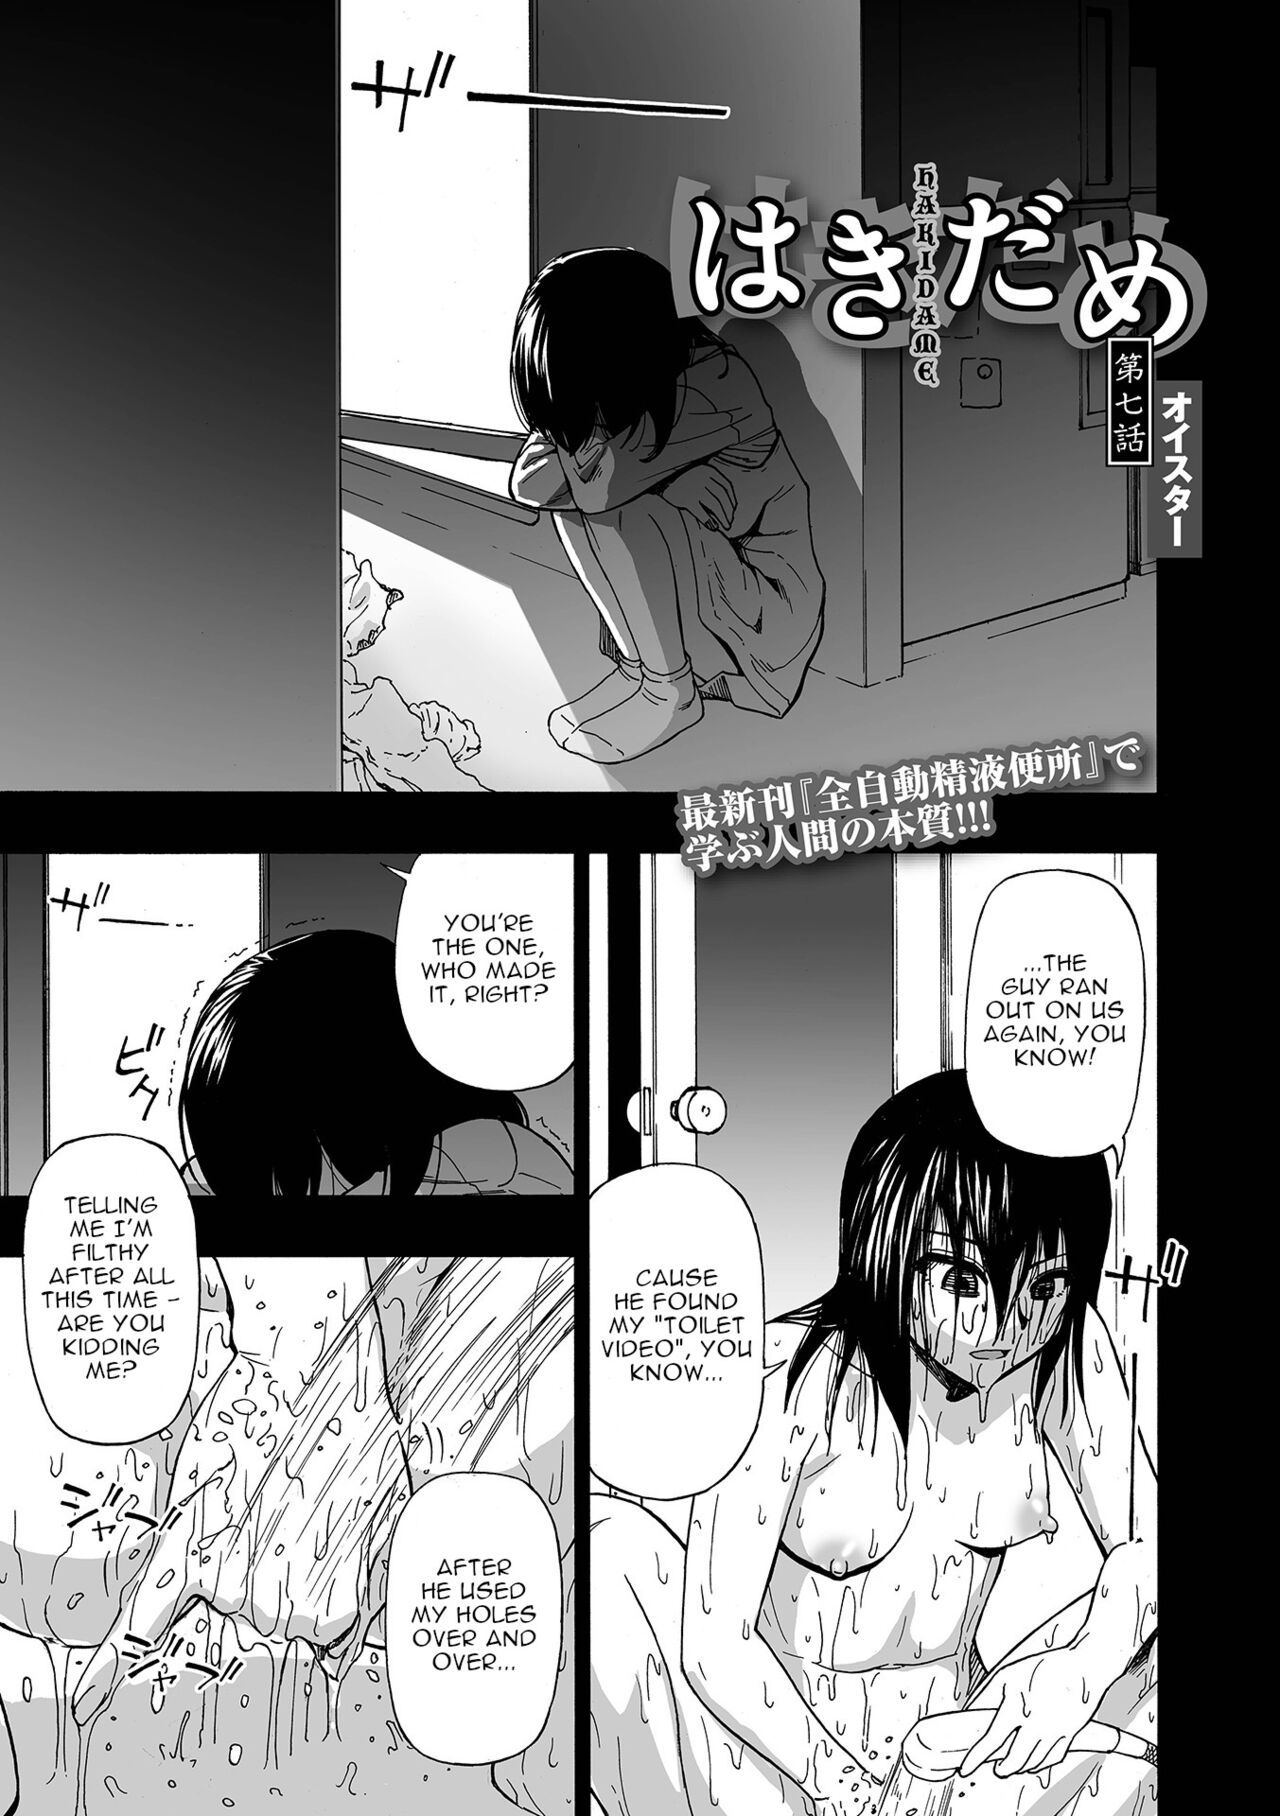 ザー
はきだめ
HAKIDAME
第七話
オイスター
最新刊『全自動精液便所』で
学ぶ人間の本質!!!
...THE
GUY RAN
OUT ON US
AGAIN, YOU
KNOW!
ザー
CAUSE
HE FOUND
MY "TOILET
VIDEO", YOU
KNOW...
YOU'RE
THE ONE,
WHO MADE
IT, RIGHT?
ザー
ビクッ
TELLING
ME I'M
FILTHY
AFTER ALL
THIS TIME –
ARE YOU
KIDDING
ME?
AFTER
HE USED
MY HOLES
OVER AND
OVER...
ジャブ
ジャブ